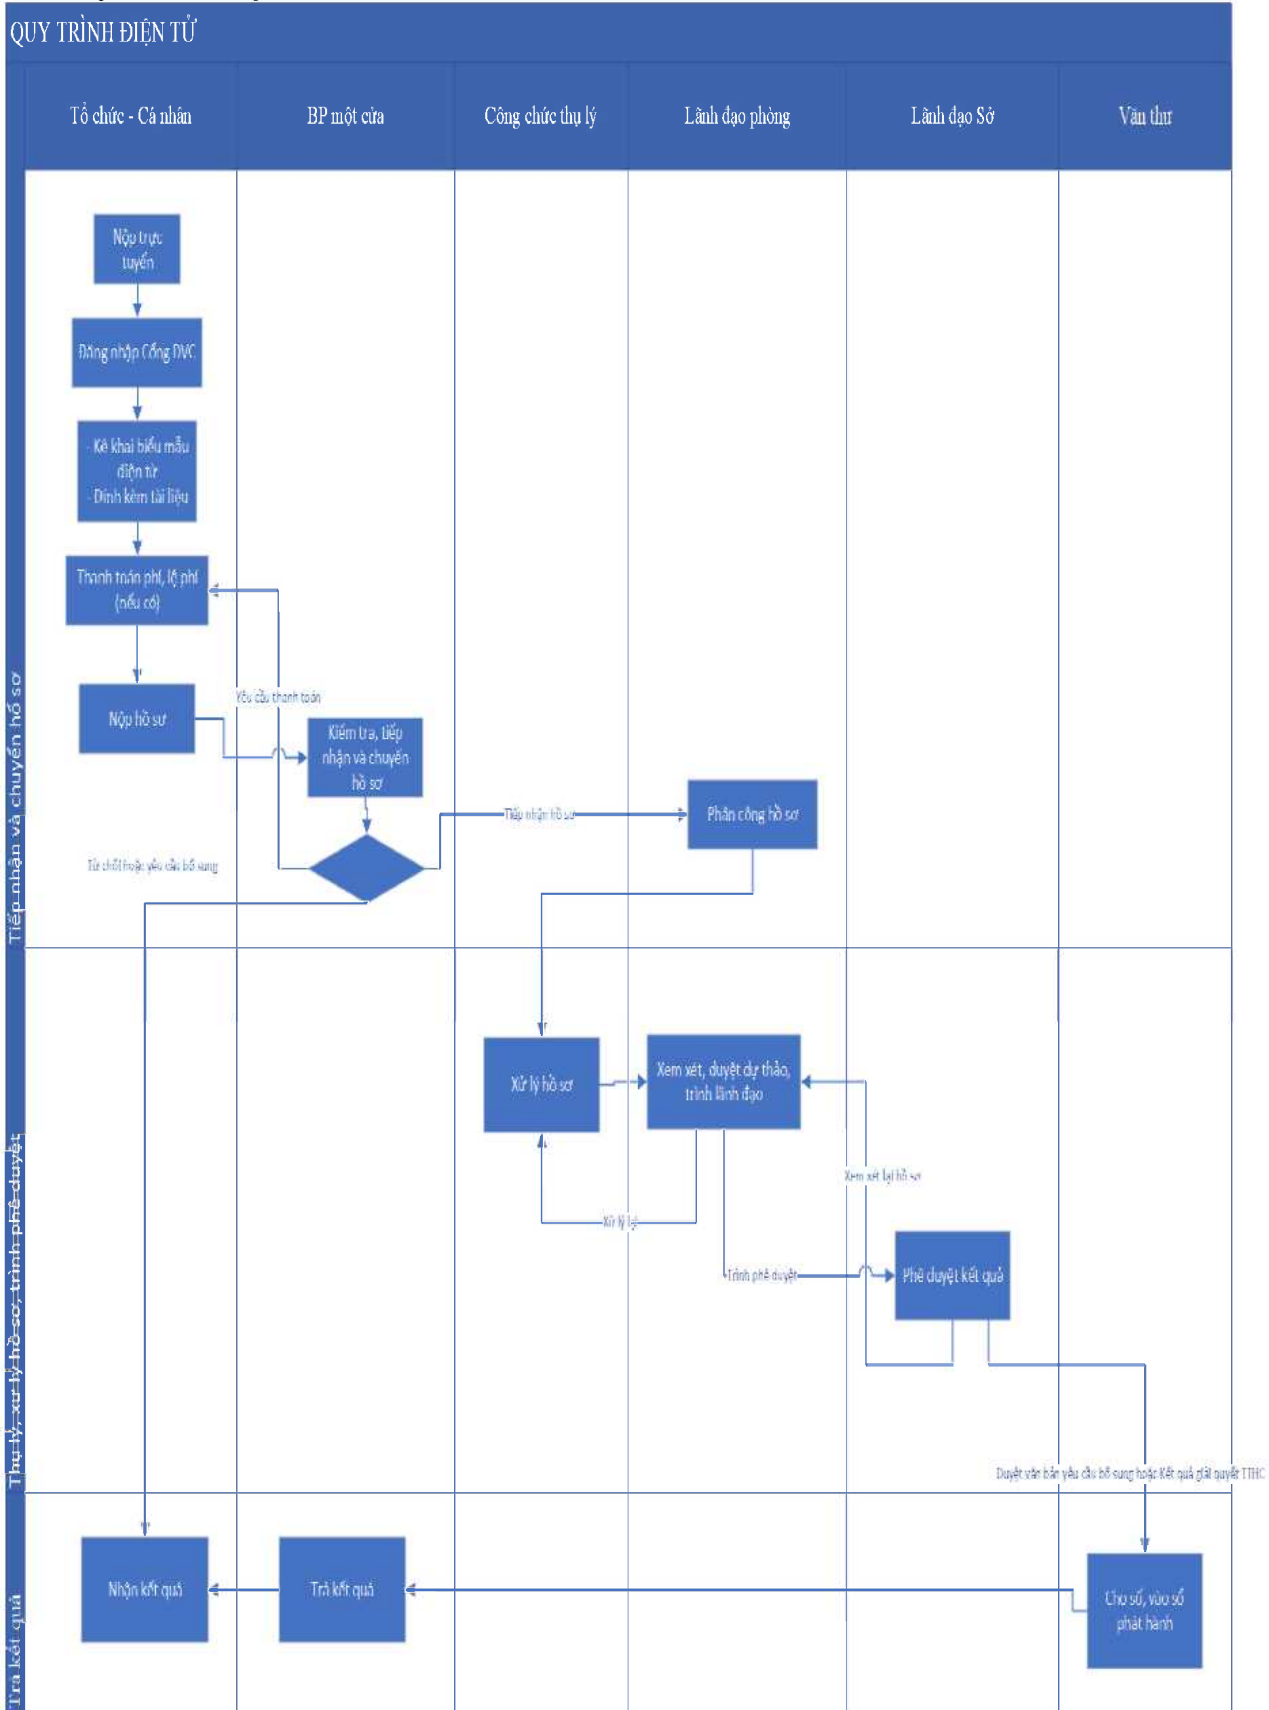 QUY TRÌNH ĐIỆN TỬ
Tổ chức - Cá nhân
BP một cửa
Công chức thụ lý
Lãnh đạo phòng
Lãnh đạo Sở
Văn thư
Tiếp nhận và chuyển hồ sơ
Nộp trực
tuyến
Đăng nhập Cổng DVC
- Kê khai biểu mẫu
điện tử
- Đính kèm tài liệu
Thanh toán phí, lệ phí
(nếu có)
Yêu cầu thanh toán
Nộp hồ sơ
Kiểm tra, tiếp
nhận và chuyển
hồ sơ
Tiếp nhận hồ sơ
Phân công hồ sơ
Từ chối hoặc yêu cầu bổ sung
Thụ lý, xử lý hồ sơ, trình phê duyệt
Xử lý hồ sơ
Xem xét, duyệt dự thảo,
trình lãnh đạo
Xem xét lại hồ sơ
Xử lý lại
Trình phê duyệt
Phê duyệt kết quả
Duyệt văn bản yêu cầu bổ sung hoặc Kết quả giải quyết TTHC
Trả kết quả
Nhận kết quả
Trả kết quả
Cho số, vào sổ
phát hành